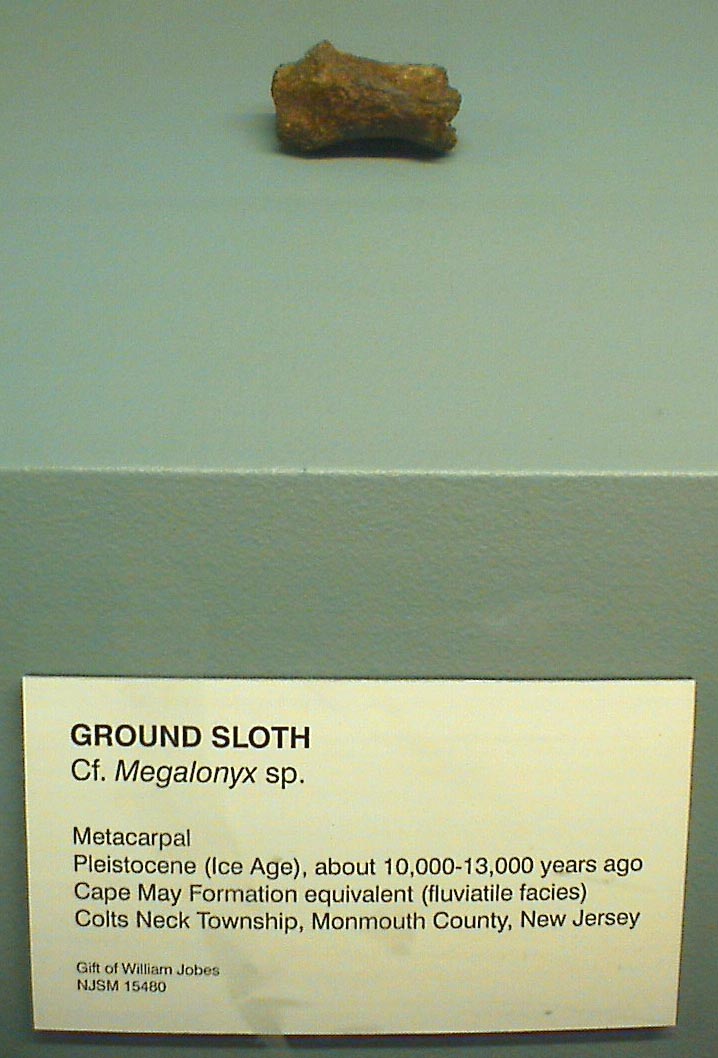 GROUND SLOTH
Cf. Megalonyx sp.
Metacarpal
Pleistocene (Ice Age), about 10,000-13,000 years ago
Cape May Formation equivalent (fluviatile facies)
Colts Neck Township, Monmouth County, New Jersey
Gift of William Jobes
NJSM 15480